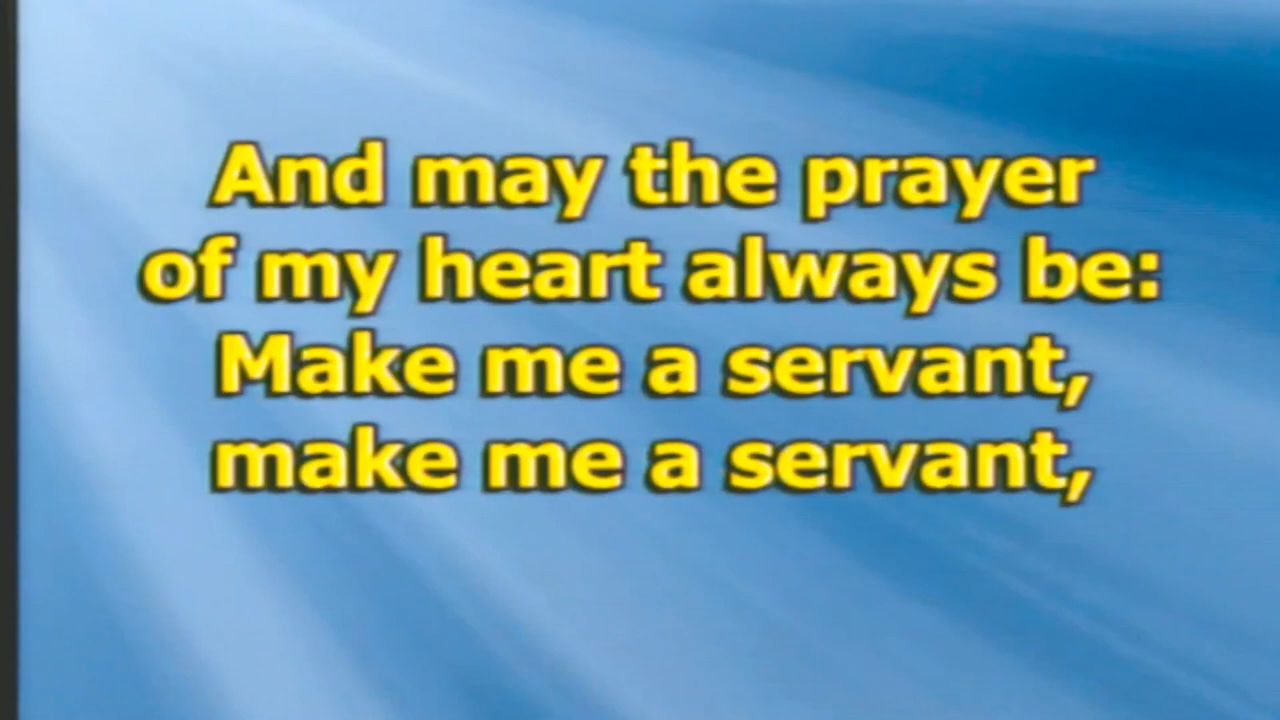 And may the prayer
of my heart always be:
Make me a servant,
make me a servant,